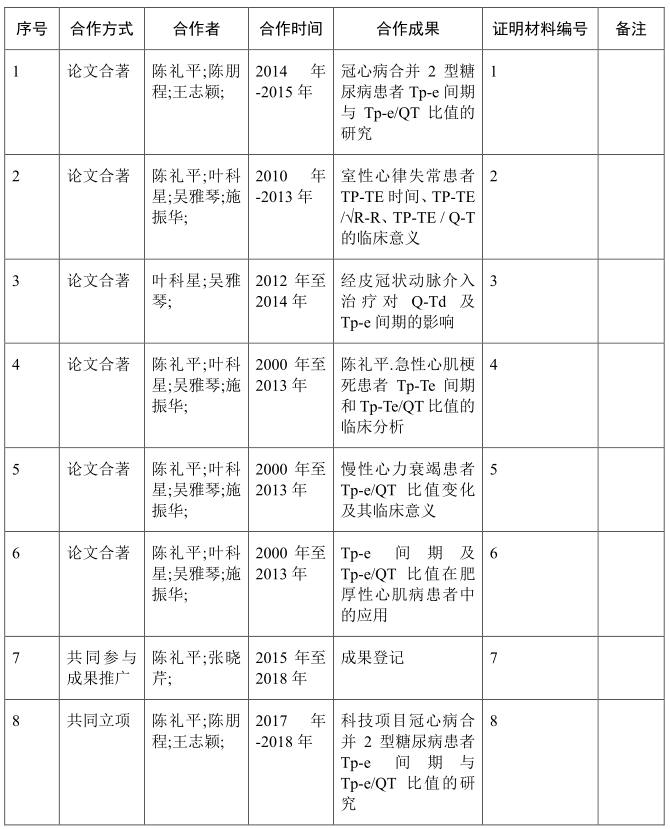 序号 合作方式 合作者 合作时间 合作成果 证明材料编号 备注
1 论文合著 陈礼平;陈朋 2014 年 冠心病合并 2 型糖 1
程;王志颖; -2015 年 尿病患者 Tp-e 间期
与 Tp-e/QT 比值的
研究
2 论文合著 陈礼平;叶科 2010 年 室性心律失常患者 2
星;吴雅琴;施 -2013 年 TP-TE 时间、TP-TE
振华; /√R-R、TP-TE / Q-T
的临床意义
3 论文合著 叶科星;吴雅 2012 年至 经皮冠状动脉介入 3
琴; 2014 年 治疗对 Q-Td 及
Tp-e 间期的影响
4 论文合著 陈礼平;叶科 2000 年至 陈礼平.急性心肌梗 4
星;吴雅琴;施 2013 年 死患者 Tp-Te 间期
振华; 和 Tp-Te/QT 比值的
临床分析
5 论文合著 陈礼平;叶科 2000 年至 慢性心力衰竭患者 5
星;吴雅琴;施 2013 年 Tp-e/QT 比值变化
振华; 及其临床意义
6 论文合著 陈礼平;叶科 2000 年至 Tp-e 间期及 6
星;吴雅琴;施 2013 年 Tp-e/QT 比值在肥
振华; 厚性心肌病患者中
的应用
7 共同参与 陈礼平;张晓 2015 年至 成果登记 7
成果推广 芹; 2018 年
8 共同立项 陈礼平;陈朋 2017 年 科技项目冠心病合 8
程;王志颖; -2018 年 并 2 型糖尿病患者
Tp-e 间期与
Tp-e/QT 比值的研
究